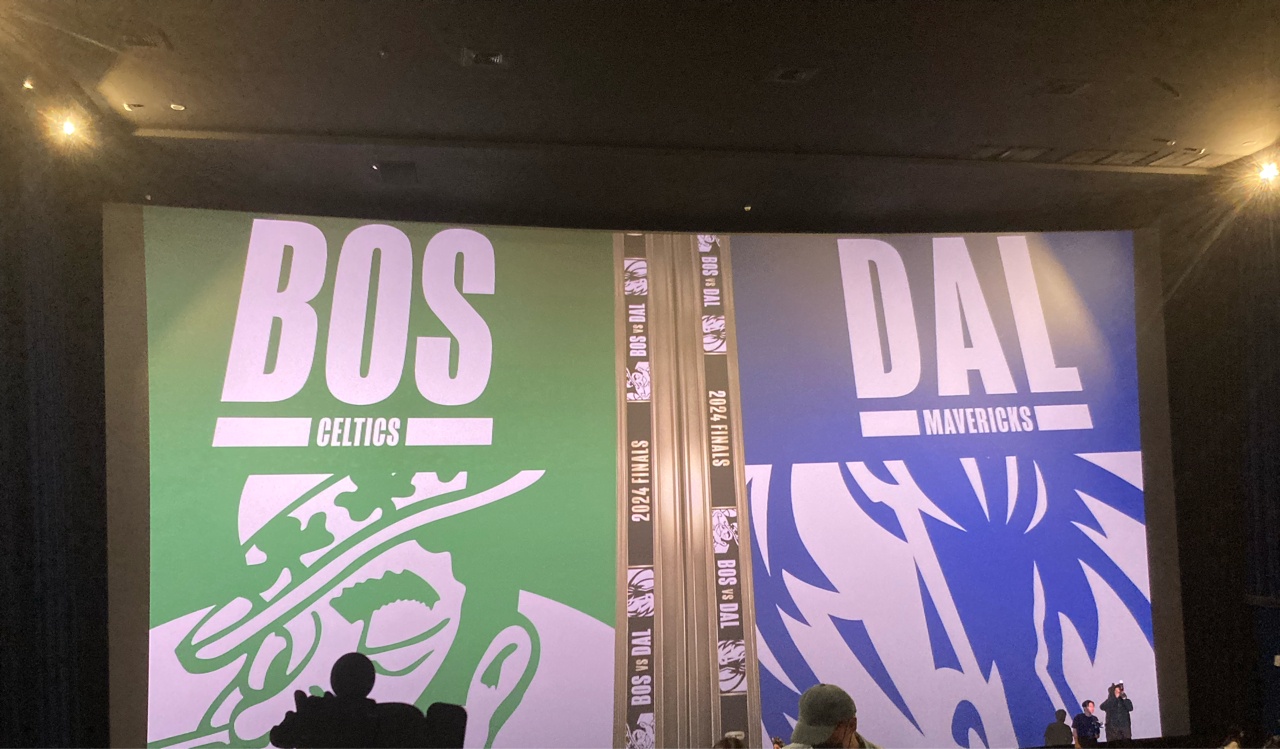 BOS
CELTICS
BOS VS DAL
2024 FINALS
BOS VS DAL
BOS VS DAL
2024 FINALS
BOS VS DAL
DAL
MAVERICKS